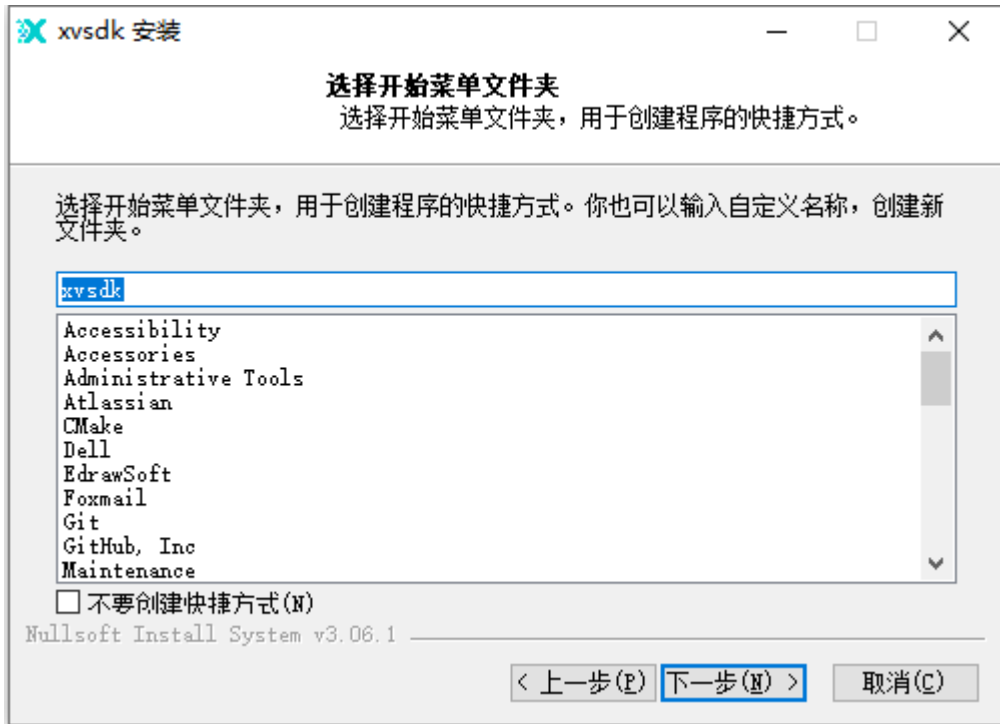 xvsdk 安装
选择开始菜单文件夹
选择开始菜单文件夹，用于创建程序的快捷方式。
选择开始菜单文件夹，用于创建程序的快捷方式。你也可以输入自定义名称，创建新
文件夹。
xvsdk
Accessibility
Accessories
Administrative Tools
Atlassian
CMake
Dell
EdrawSoft
Foxmail
Git
GitHub, Inc
Maintenance
不要创建快捷方式(N)
Nullsoft Install System v3.06.1
< 上一步(P) 下一步(N) > 取消(C)